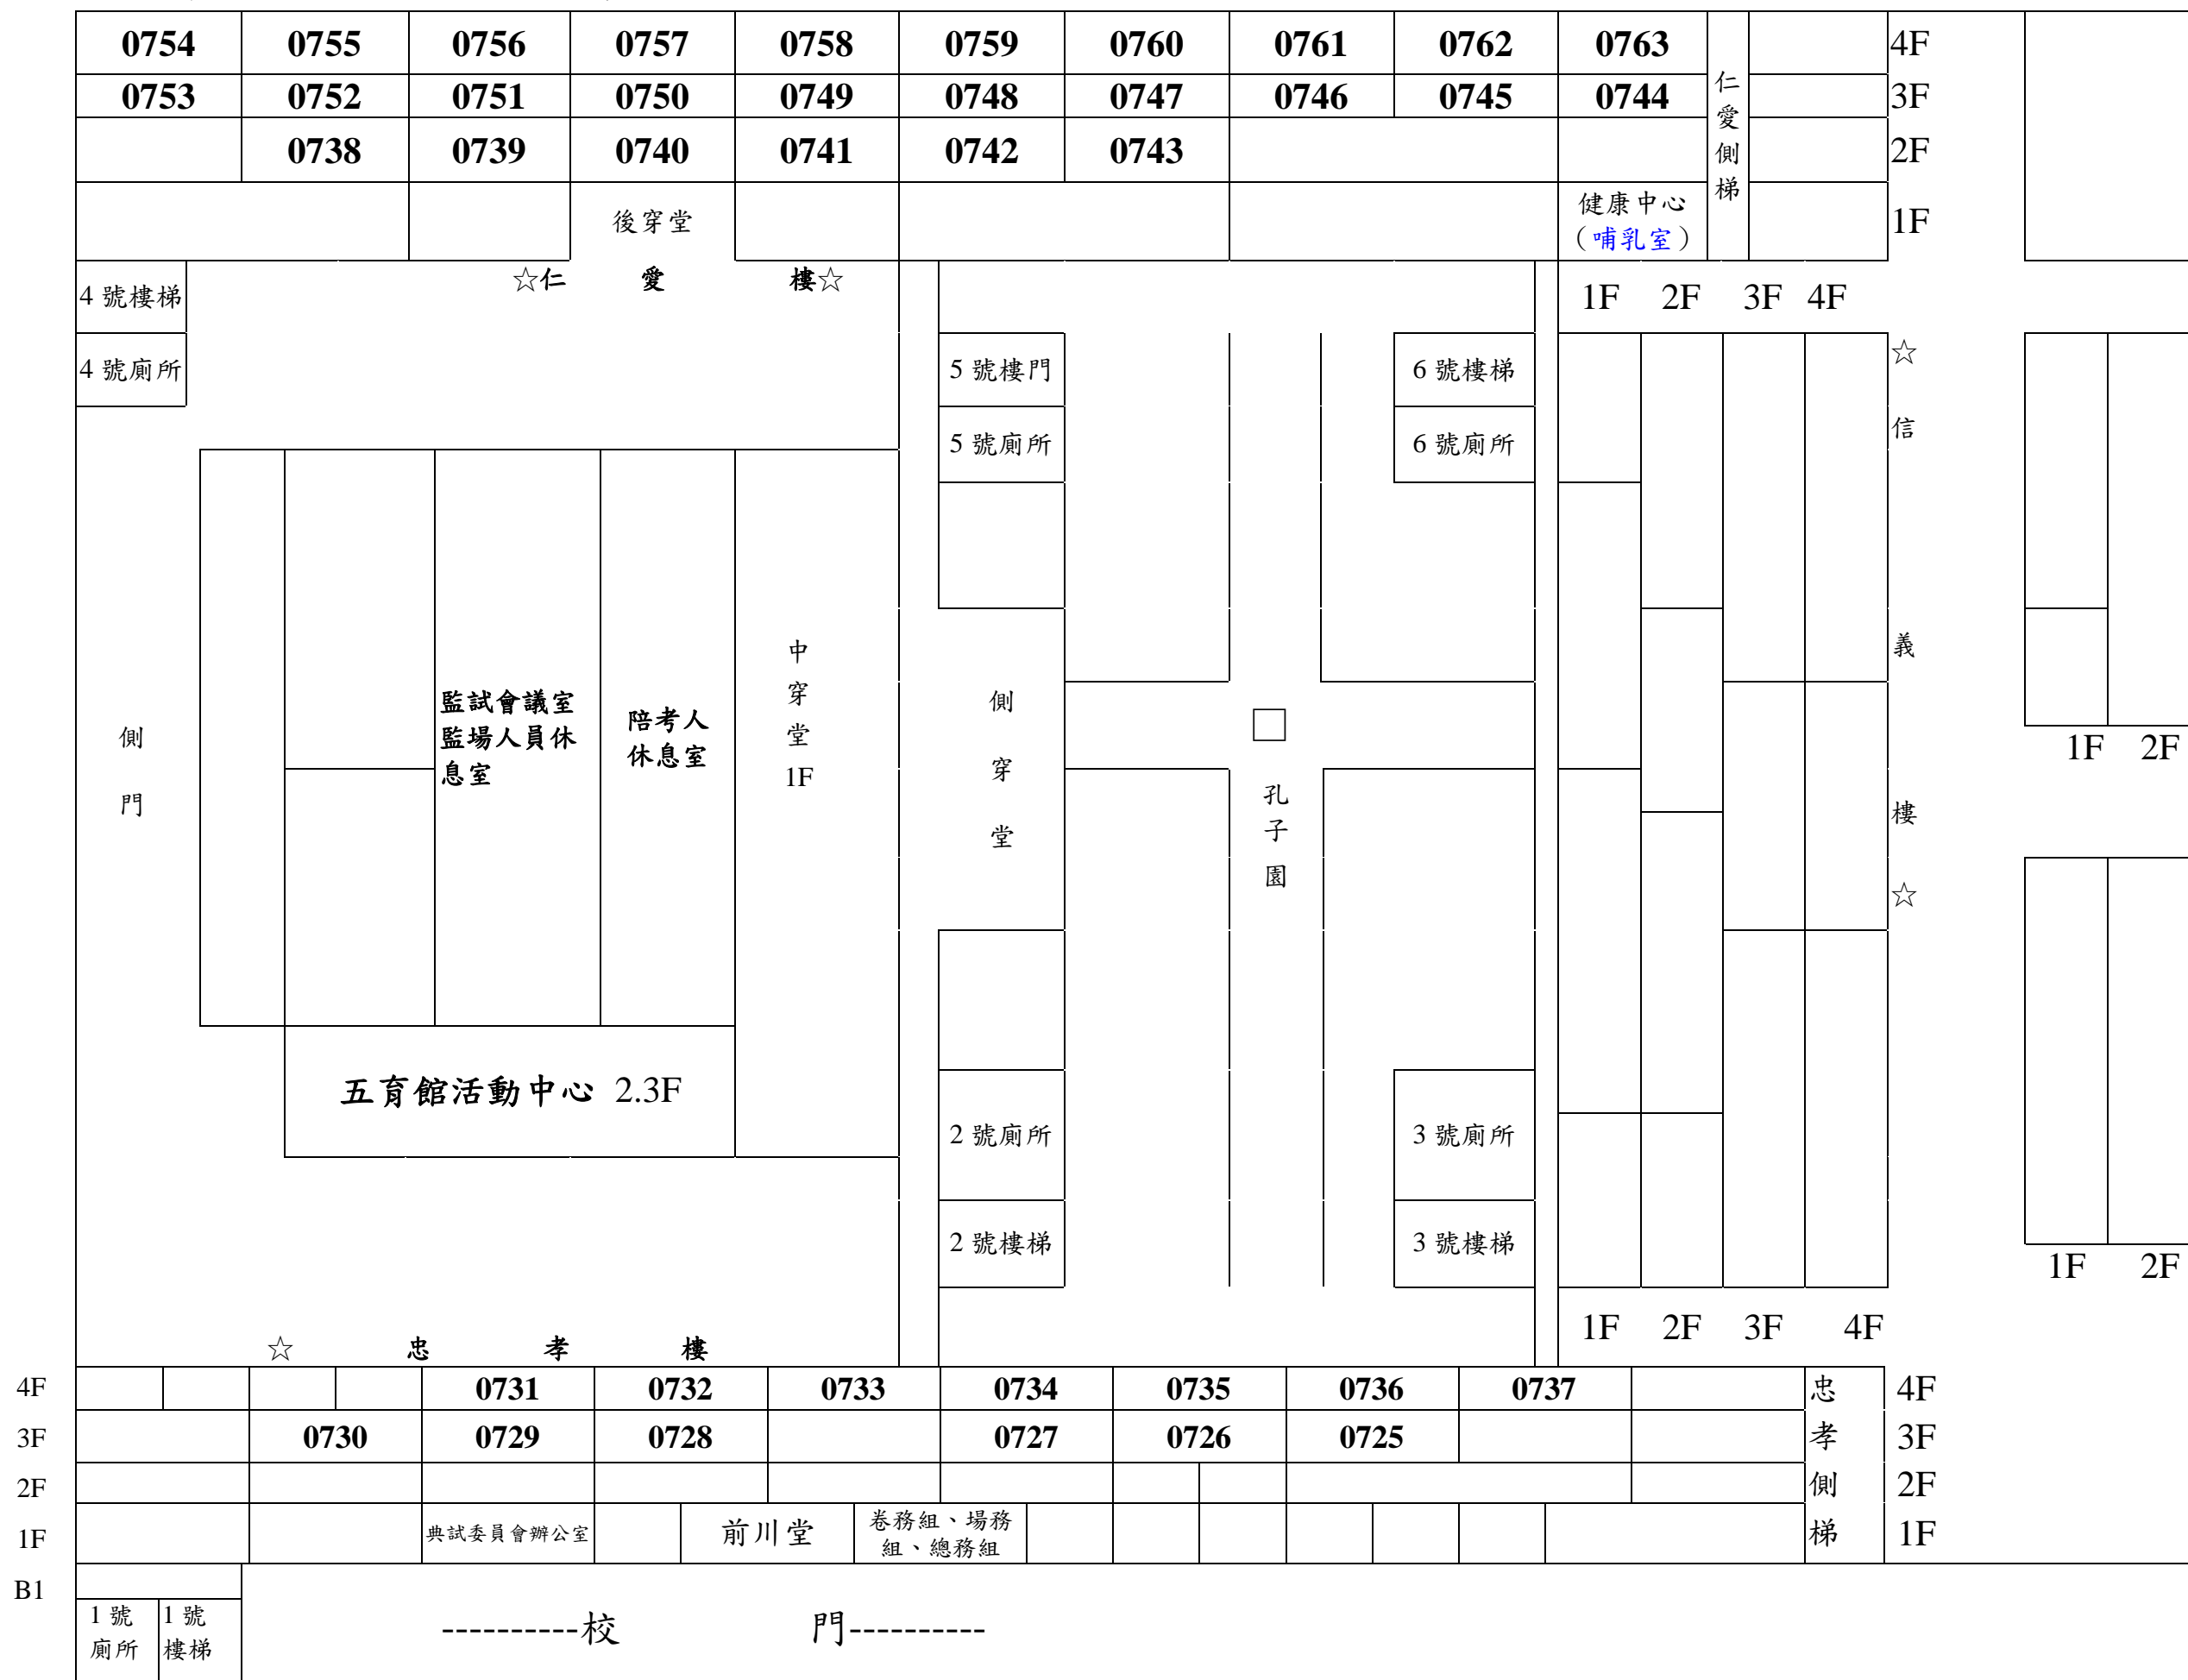 0754 0755 0756 0757 0758 0759 0760 0761 0762 0763 4F
0753 0752 0751 0750 0749 0748 0747 0746 0745 0744 3F
0738 0739 0740 0741 0742 0743 2F
仁愛側梯
後穿堂
健康中心
（哺乳室）
1F
☆仁 愛 樓☆
4 號樓梯
1F 2F 3F 4F
4 號廁所
5 號樓門
6 號樓梯
5 號廁所
6 號廁所
☆信義樓☆
側門
監試會議室
監場人員休
息室
陪考人
休息室
中穿堂
1F
側穿堂
□
孔子園
1F 2F
五育館活動中心 2.3F
2 號廁所
3 號廁所
2 號樓梯
3 號樓梯
1F 2F
1F 2F 3F 4F
☆ 忠 孝 樓
4F 0731 0732 0733 0734 0735 0736 0737 4F
3F 0730 0729 0728 0727 0726 0725 3F
2F 2F
忠孝側梯
1F 典試委員會辦公室 前川堂 卷務組、場務
組、總務組 1F
B1
1 號
廁所
1 號
樓梯
----------校 門----------